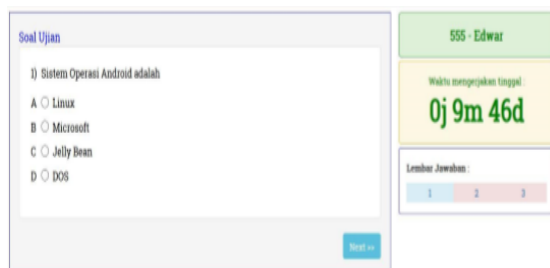 Soal Ujian
1) Sistem Operasi Android adalah
A Linux
B Microsoft
C Jelly Bean
D DOS
Next >>
555 - Edwar
Waktu mengerjakan tinggal :
0j 9m 46d
Lembar Jawaban :
1 2 3